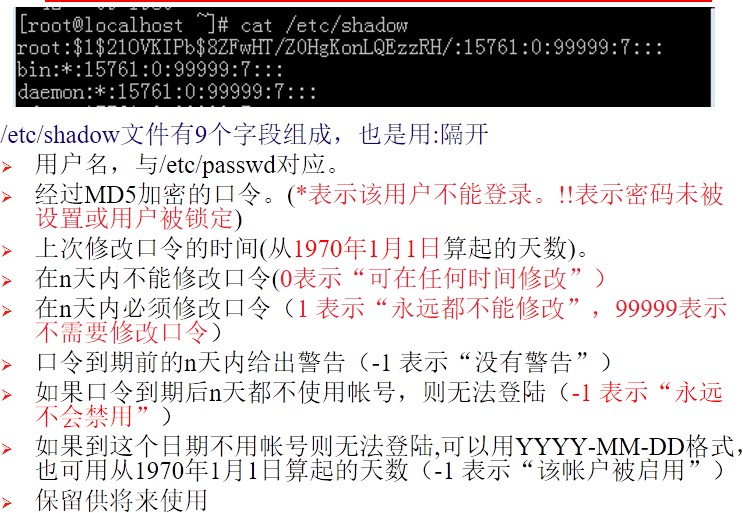 [root@localhost ~]# cat /etc/shadow
root:$1$21OVKIPb$8ZFwHT/Z0HgKonLQEzzRH/:15761:0:99999:7:::
bin:*:15761:0:99999:7:::
daemon:*:15761:0:99999:7:::
/etc/shadow文件有9个字段组成，也是用:隔开
➢ 用户名，与/etc/passwd对应。
➢ 经过MD5加密的口令。(*表示该用户不能登录。!!表示密码未被
设置或用户被锁定)
➢ 上次修改口令的时间(从1970年1月1日算起的天数)。
➢ 在n天内不能修改口令(0表示“可在任何时间修改”）
➢ 在n天内必须修改口令（1 表示“永远都不能修改”，99999表示
不需要修改口令）
➢ 口令到期前的n天内给出警告（-1 表示“没有警告”）
➢ 如果口令到期后n天都不使用帐号，则无法登陆（-1 表示“永远
不会禁用”）
➢ 如果到这个日期不用帐号则无法登陆,可以用YYYY-MM-DD格式，
也可用从1970年1月1日算起的天数（-1 表示“该帐户被启用”）
➢ 保留供将来使用